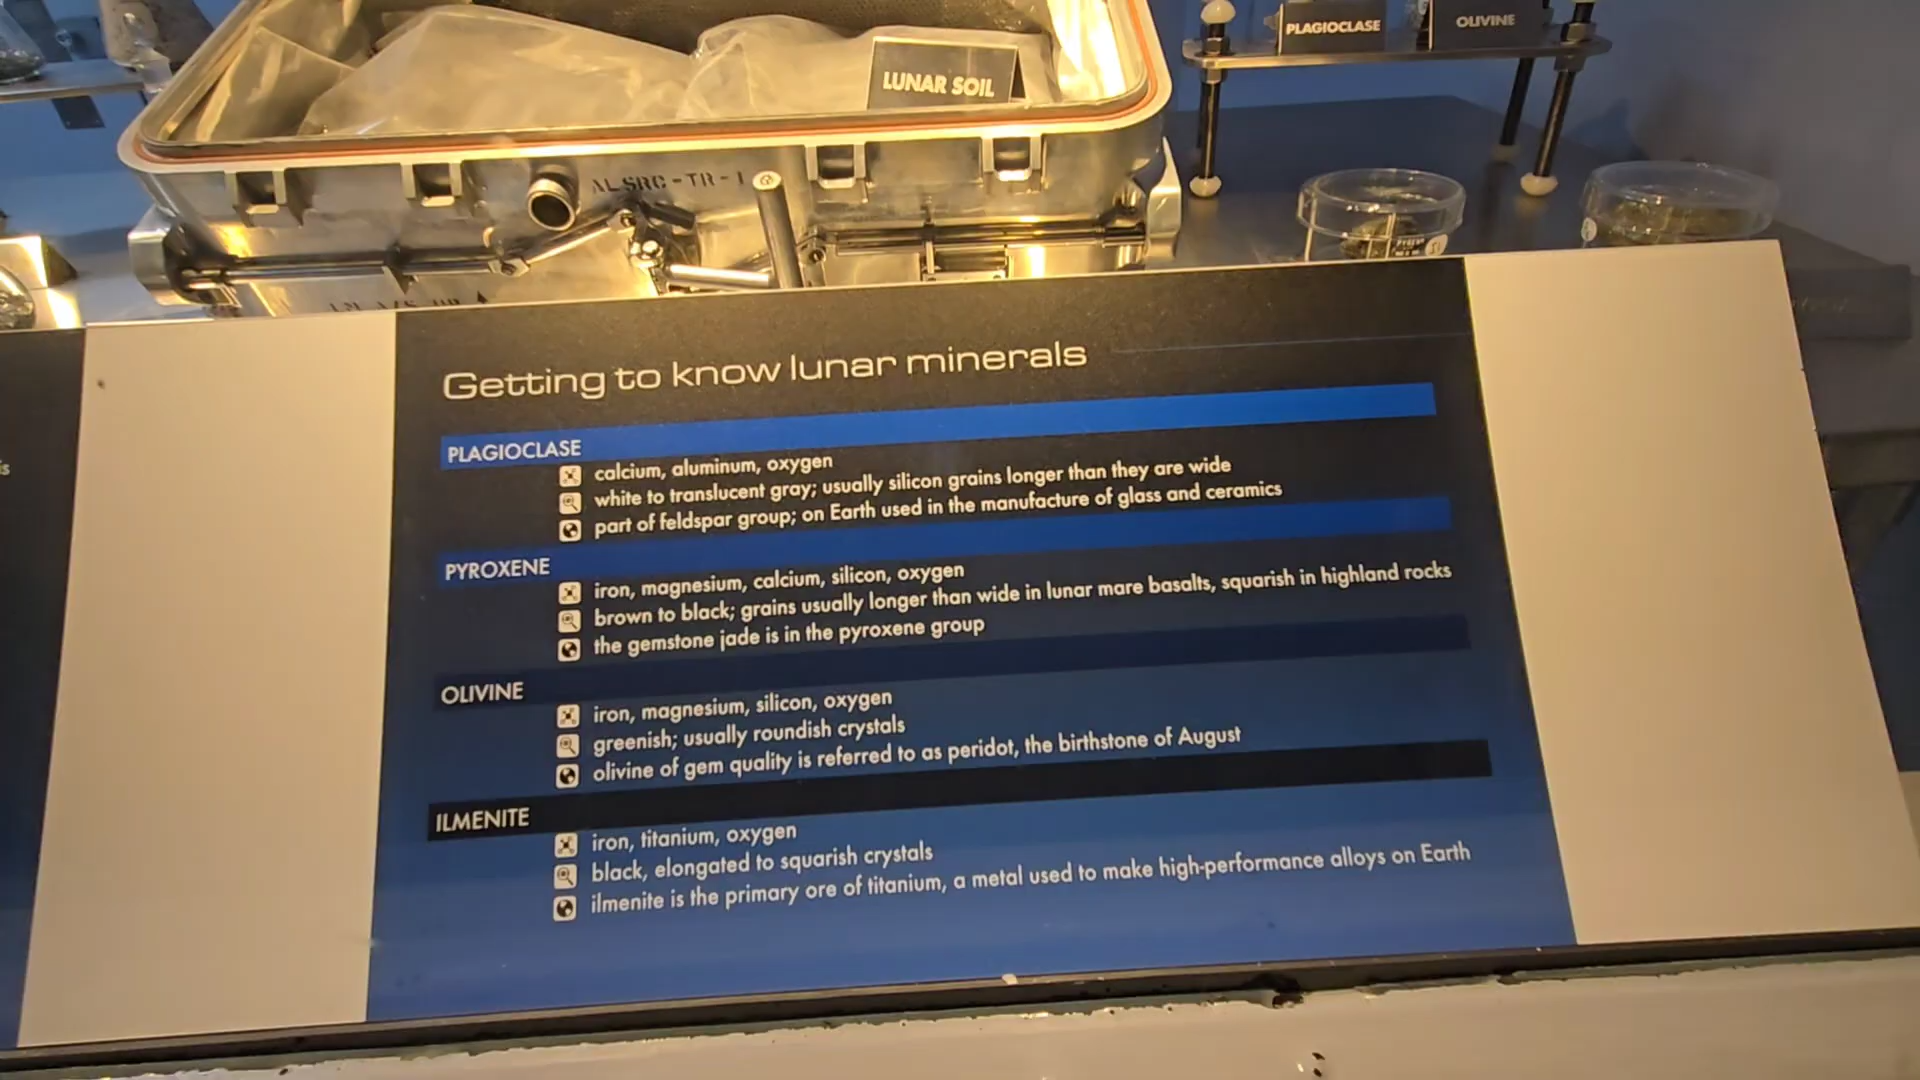 PLAGIOCLASE
OLIVINE
LUNAR SOIL
ALSRC-TR-1
Getting to know lunar minerals
PLAGIOCLASE
calcium, aluminum, oxygen
white to translucent gray; usually silicon grains longer than they are wide
part of feldspar group; on Earth used in the manufacture of glass and ceramics
PYROXENE
iron, magnesium, calcium, silicon, oxygen
brown to black; grains usually longer than wide in lunar mare basalts, squarish in highland rocks
the gemstone jade is in the pyroxene group
OLIVINE
iron, magnesium, silicon, oxygen
greenish; usually roundish crystals
olivine of gem quality is referred to as peridot, the birthstone of August
ILMENITE
iron, titanium, oxygen
black, elongated to squarish crystals
ilmenite is the primary ore of titanium, a metal used to make high-performance alloys on Earth